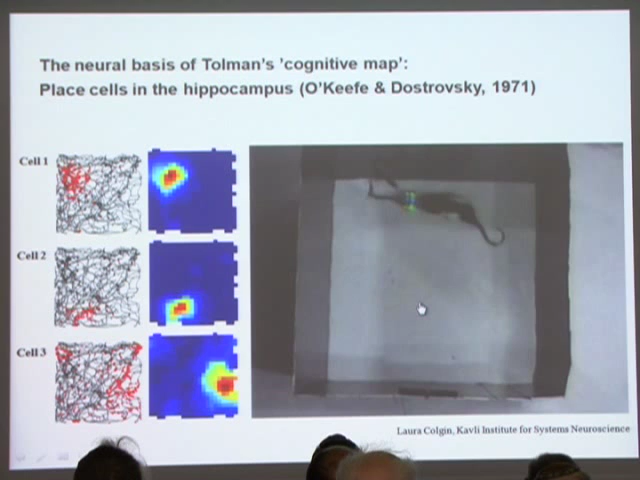 The neural basis of Tolman's 'cognitive map':
Place cells in the hippocampus (O'Keefe & Dostrovsky, 1971)
Cell 1
Cell 2
Cell 3
Laura Colgin, Kavli Institute for Systems Neuroscience